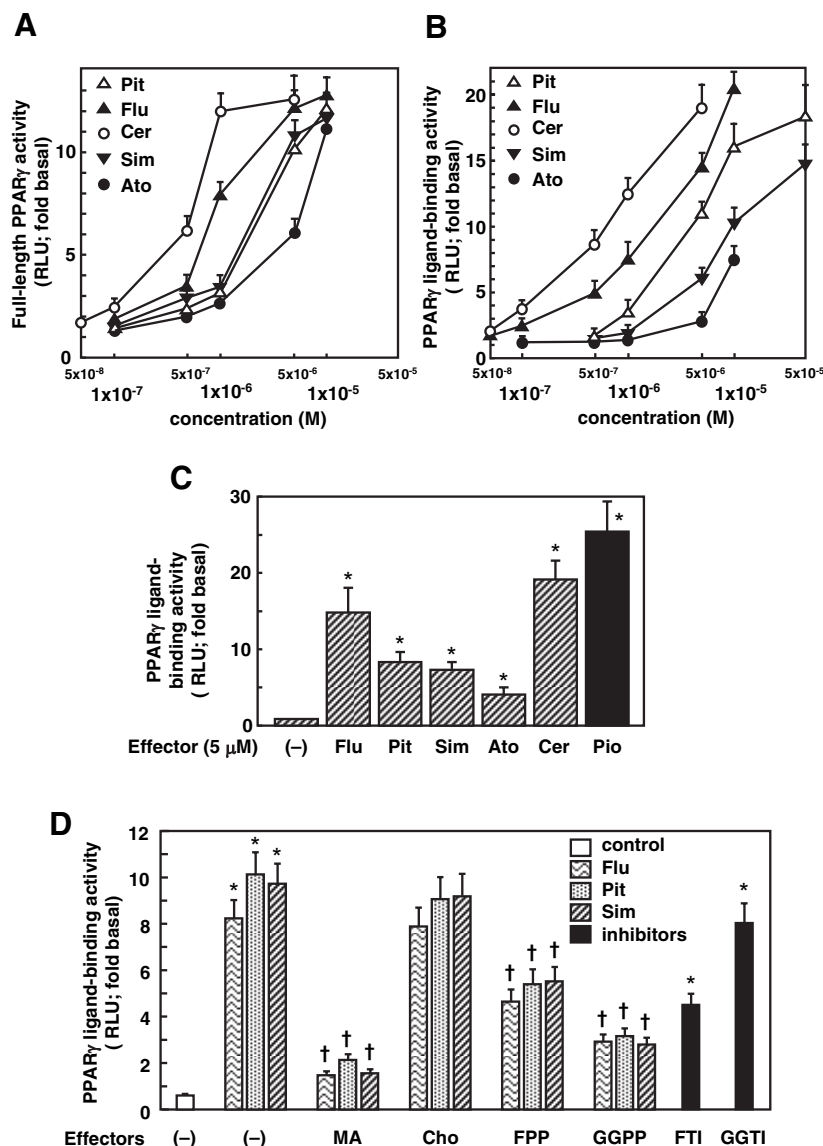 A
Full-length PPARγ activity
(RLU; fold basal)
10
5
0
Pit
Flu
Cer
Sim
Ato
5x10-8
5x10-7
5x10-6
5x10-5
1x10-7
1x10-6
1x10-5
concentration (M)
B
PPARγ ligand-binding activity
( RLU; fold basal)
20
15
10
5
0
Pit
Flu
Cer
Sim
Ato
5x10-8
5x10-7
5x10-6
5x10-5
1x10-7
1x10-6
1x10-5
concentration (M)
C
PPARγ ligand-
binding activity
( RLU; fold basal)
30
20
10
0
* * * * * *
Effector (5 μM) (–) Flu Pit Sim Ato Cer Pio
D
PPARγ ligand-binding activity
( RLU; fold basal)
12
10
8
6
4
2
0
control
Flu
Pit
Sim
inhibitors
* * * † † † † † † † † † * *
Effectors (–) (–) MA Cho FPP GGPP FTI GGTI